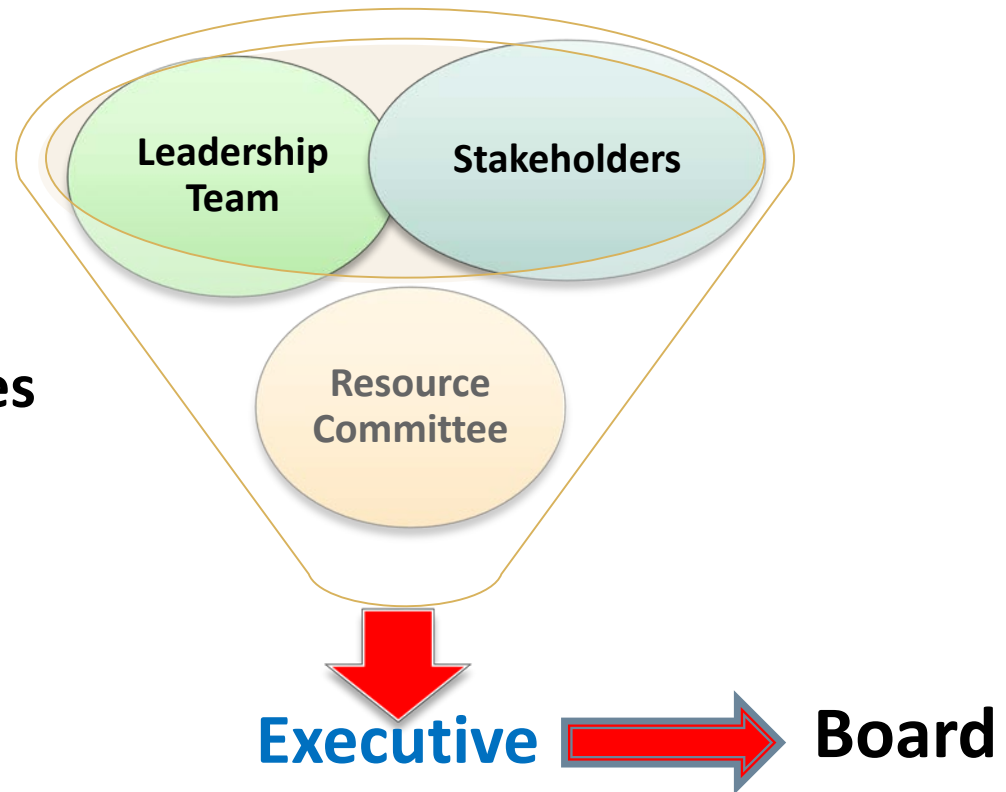 Leadership
Team
Stakeholders
es
Resource
Committee
Executive
Board